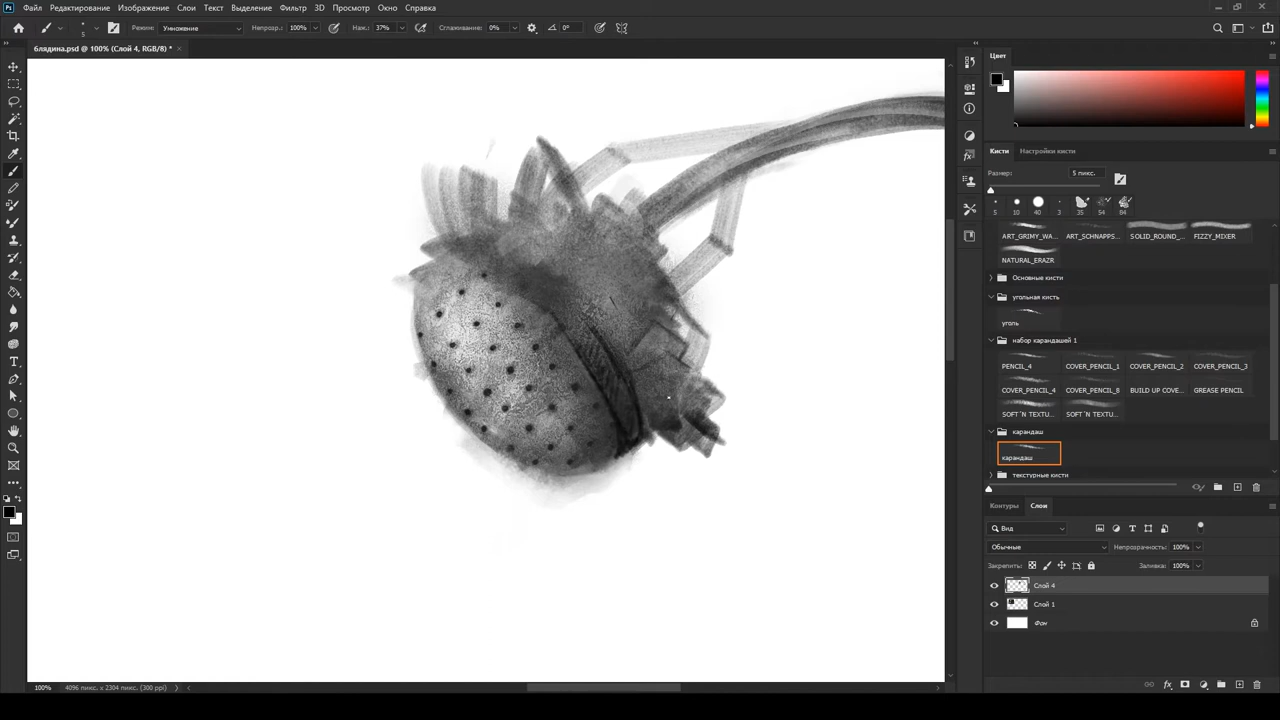 Файл Редактирование Изображение Слои Текст Выделение Фильтр 3D Просмотр Окно Справка
5 Режим: Умножение Непрозр.: 100% Наж.: 37% Сглаживание: 0% 0°
блядина.psd @ 100% (Слой 4, RGB/8) *
Цвет
Кисти Настройки кисти
Размер: 5 пикс.
5 10 40 3 35 54 84
ART_GRIMY_WA... ART_SCHNAPPS... SOLID_ROUND_... FIZZY_MIXER
NATURAL_ERAZR
Основные кисти
угольная кисть
уголь
набор карандашей 1
PENCIL_4 COVER_PENCIL_1 COVER_PENCIL_2 COVER_PENCIL_3
COVER_PENCIL_4 COVER_PENCIL_8 BUILD UP COVE... GREASE PENCIL
SOFT 'N TEXTU... SOFT 'N TEXTU...
карандаш
карандаш
текстурные кисти
Контуры Слои
Вид
Обычные Непрозрачность: 100%
Закрепить: Заливка: 100%
Слой 4
Слой 1
Фон
100% 4096 пикс. x 2304 пикс. (300 ppi)